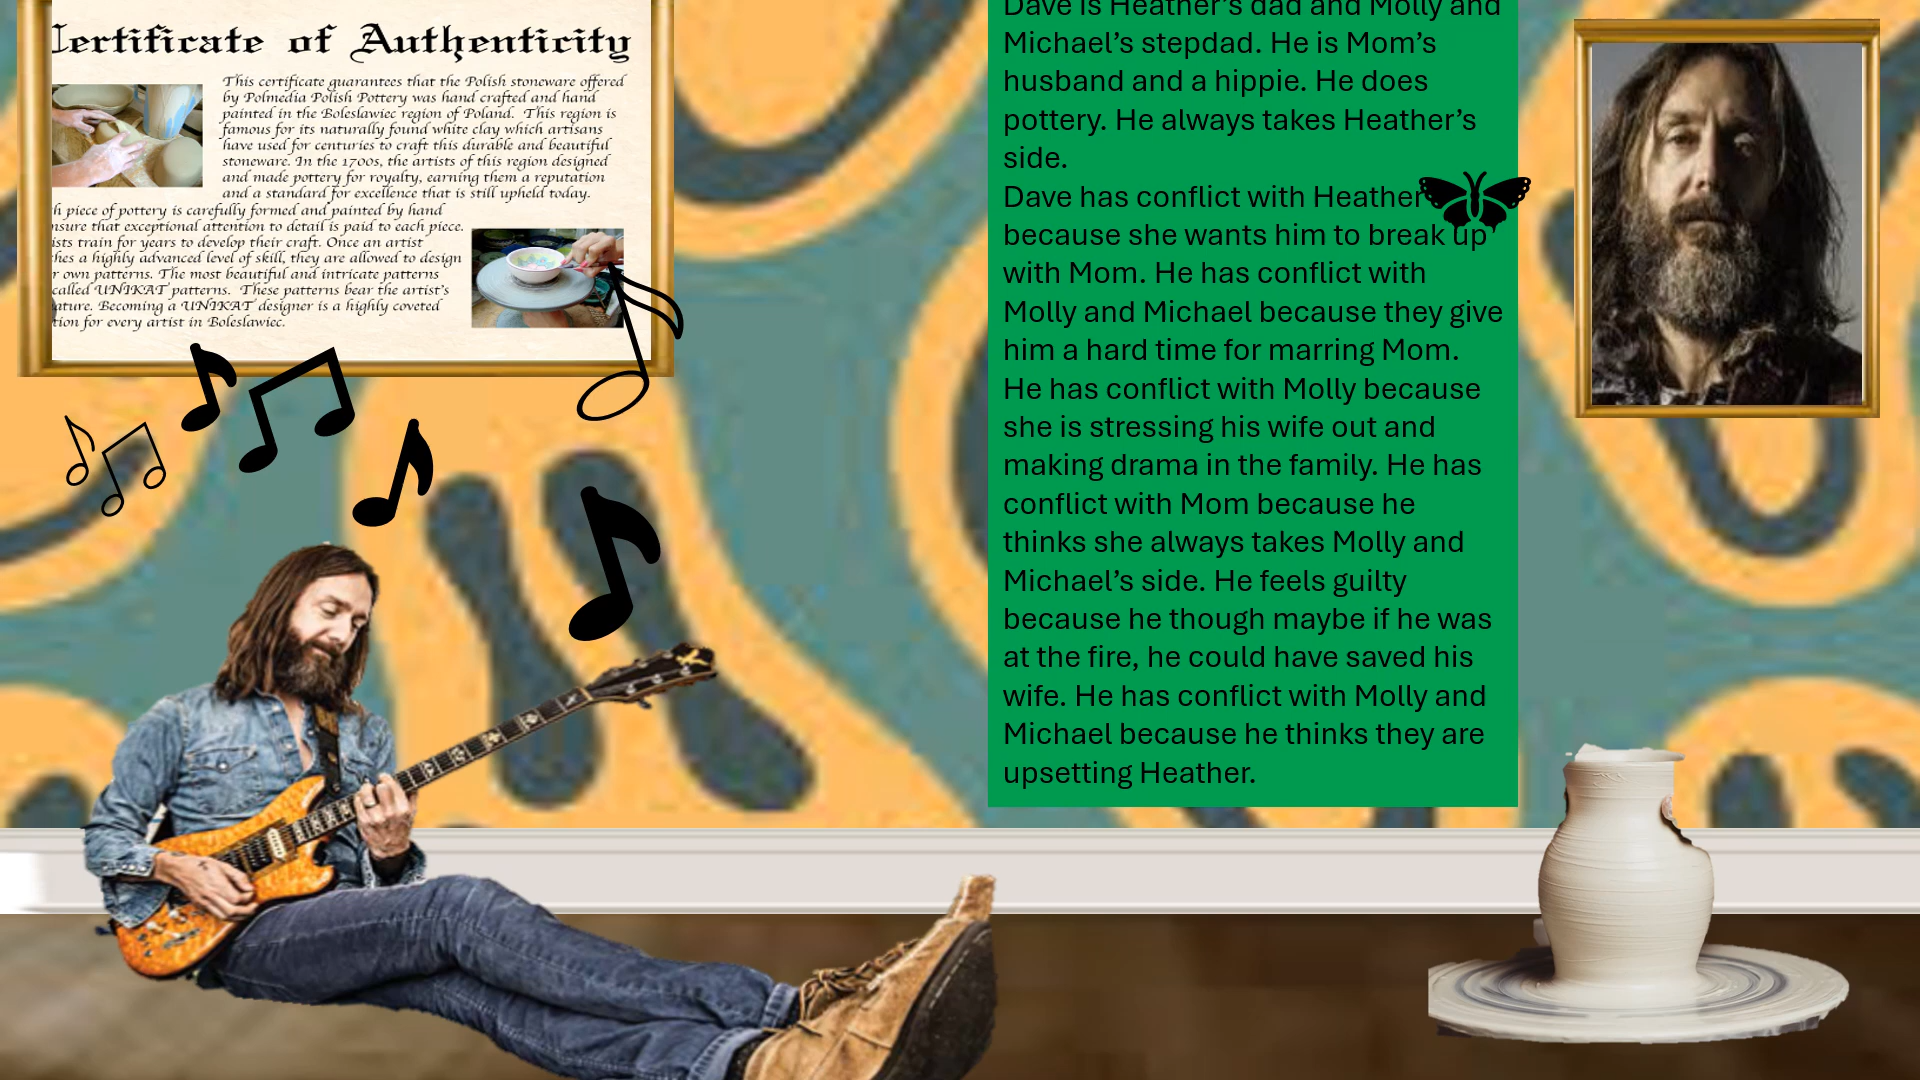 Certificate of Authenticity
This certificate guarantees that the Polish stoneware offered
by Polmedia Polish Pottery was hand crafted and hand
painted in the Boleslawiec region of Poland. This region is
famous for its naturally found white clay which artisans
have used for centuries to craft this durable and beautiful
stoneware. In the 1700s, the artists of this region designed
and made pottery for royalty, earning them a reputation
and a standard for excellence that is still upheld today.
piece of pottery is carefully formed and painted by hand
that exceptional attention to detail is paid to each piece.
train for years to develop their craft. Once an artist
a highly advanced level of skill, they are allowed to design
own patterns. The most beautiful and intricate patterns
called UNIKAT patterns. These patterns bear the artist's
Becoming a UNIKAT designer is a highly coveted
for every artist in Boleslawiec.
Dave is Heather's dad and Molly and
Michael's stepdad. He is Mom's
husband and a hippie. He does
pottery. He always takes Heather's
side.
Dave has conflict with Heather
because she wants him to break up
with Mom. He has conflict with
Molly and Michael because they give
him a hard time for marring Mom.
He has conflict with Molly because
she is stressing his wife out and
making drama in the family. He has
conflict with Mom because he
thinks she always takes Molly and
Michael's side. He feels guilty
because he though maybe if he was
at the fire, he could have saved his
wife. He has conflict with Molly and
Michael because he thinks they are
upsetting Heather.